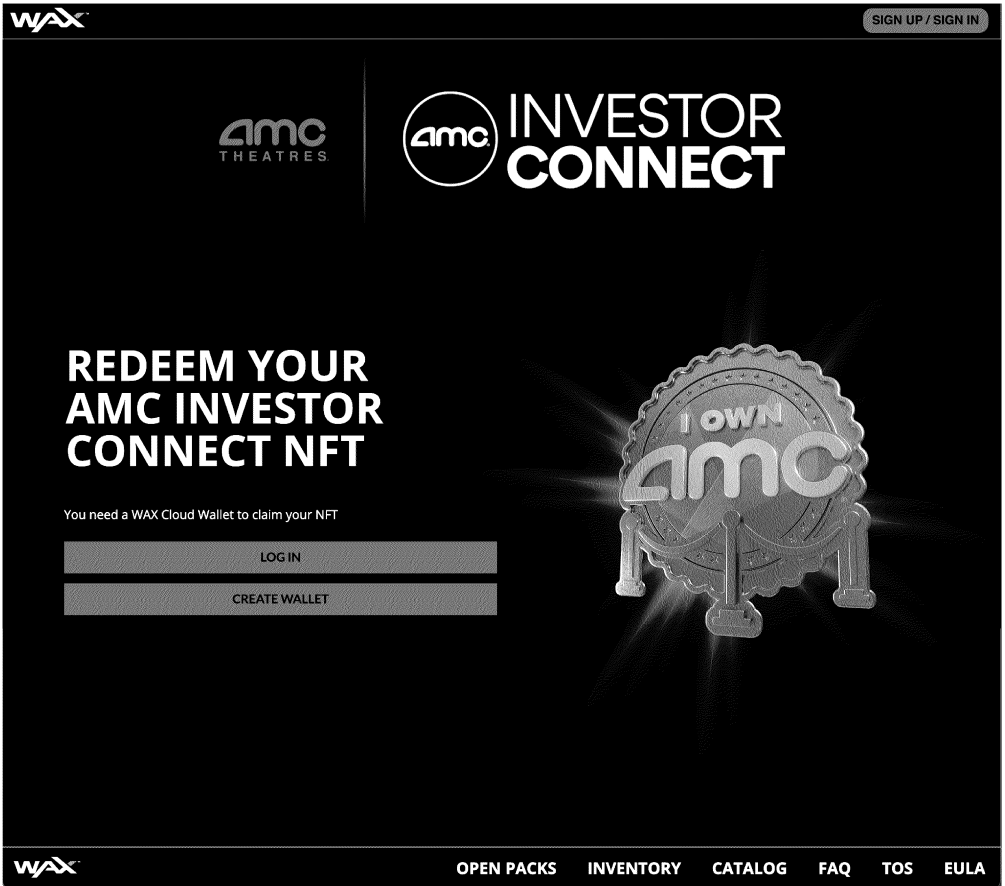 WAX
SIGN UP / SIGN IN
amc
THEATRES
amc
INVESTOR
CONNECT
REDEEM YOUR
AMC INVESTOR
CONNECT NFT
I OWN
amc
You need a WAX Cloud Wallet to claim your NFT
LOG IN
CREATE WALLET
WAX
OPEN PACKS INVENTORY CATALOG FAQ TOS EULA